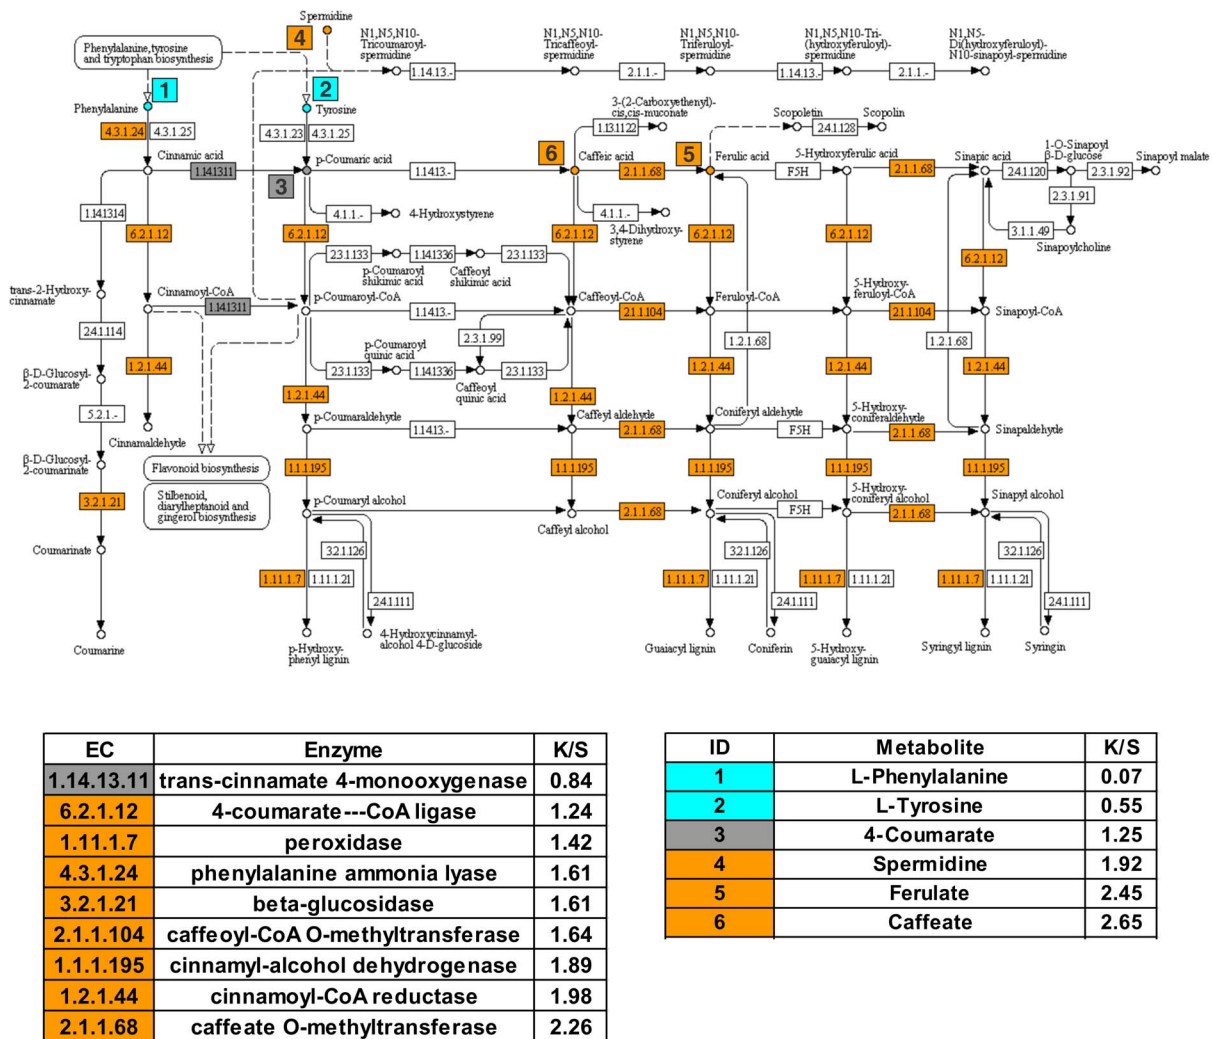 Spermidine
4
N1,N5,N10-
Tricoumaroyl-
spermidine
N1,N5,N10-
Tricaffeoyl-
spermidine
N1,N5,N10-
Triferuloyl-
spermidine
N1,N5,N10-Tri-
(hydroxyferuloyl)-
spermidine
N1,N5-
Di(hydroxyferuloyl)-
N10-sinapoyl-spermidine
Phenylalanine, tyrosine
and tryptophan biosynthesis
1.14.13.-
2.1.1.-
1.14.13.-
2.1.1.-
1
2
Phenylalanine
Tyrosine
3-(2-Carboxyethenyl)-
cis,cis-muconate
Scopoletin
Scopolin
4.3.1.24
4.3.1.25
4.3.1.23
4.3.1.25
1.13.11.22
2.4.1.128
6
5
Cinnamic acid
p-Coumaric acid
Caffeic acid
Ferulic acid
5-Hydroxyferulic acid
Sinapic acid
1-O-Sinapoyl
β-D-glucose
Sinapoyl malate
1.14.13.11
1.14.13.-
2.1.1.68
F5H
2.1.1.68
2.4.1.120
2.3.1.92
3
2.3.1.91
1.14.13.14
4.1.1.-
4-Hydroxystyrene
4.1.1.-
3,4-Dihydroxy-
styrene
3.1.1.49
Sinapoylcholine
6.2.1.12
6.2.1.12
6.2.1.12
6.2.1.12
6.2.1.12
6.2.1.12
2.3.1.133
1.14.13.36
2.3.1.133
p-Coumaroyl
shikimic acid
Caffeoyl
shikimic acid
trans-2-Hydroxy-
cinnamate
Cinnamoyl-CoA
p-Coumaroyl-CoA
Caffeoyl-CoA
Feruloyl-CoA
5-Hydroxy-
feruloyl-CoA
Sinapoyl-CoA
1.14.13.11
1.14.13.-
2.1.1.104
2.1.1.104
2.4.1.114
2.3.1.99
1.2.1.68
1.2.1.68
p-Coumaroyl
quinic acid
1.2.1.44
2.3.1.133
1.14.13.36
2.3.1.133
1.2.1.44
1.2.1.44
1.2.1.44
β-D-Glucosyl-
2-coumarate
Caffeoyl
quinic acid
1.2.1.44
1.2.1.44
5.2.1.-
p-Coumaraldehyde
Caffeyl aldehyde
Coniferyl aldehyde
5-Hydroxy-
coniferaldehyde
Sinapaldehyde
1.14.13.-
2.1.1.68
F5H
2.1.1.68
Cinnamaldehyde
β-D-Glucosyl-
2-coumarinate
Flavonoid biosynthesis
1.1.1.195
1.1.1.195
1.1.1.195
1.1.1.195
1.1.1.195
Stilbenoid,
diarylheptanoid and
gingerol biosynthesis
3.2.1.21
p-Coumaryl alcohol
Caffeyl alcohol
Coniferyl alcohol
5-Hydroxy-
coniferyl alcohol
Sinapyl alcohol
2.1.1.68
F5H
2.1.1.68
Coumarinate
3.2.1.126
3.2.1.126
3.2.1.126
1.11.1.7
1.11.1.21
1.11.1.7
1.11.1.21
1.11.1.7
1.11.1.21
1.11.1.7
1.11.1.21
2.4.1.111
2.4.1.111
2.4.1.111
Coumarine
p-Hydroxy-
phenyl lignin
4-Hydroxycinnamyl-
alcohol 4-D-glucoside
Guaiacyl lignin
Coniferin
5-Hydroxy-
guaiacyl lignin
Syringyl lignin
Syringin
EC Enzyme K/S
1.14.13.11 trans-cinnamate 4-monooxygenase 0.84
6.2.1.12 4-coumarate---CoA ligase 1.24
1.11.1.7 peroxidase 1.42
4.3.1.24 phenylalanine ammonia lyase 1.61
3.2.1.21 beta-glucosidase 1.61
2.1.1.104 caffeoyl-CoA O-methyltransferase 1.64
1.1.1.195 cinnamyl-alcohol dehydrogenase 1.89
1.2.1.44 cinnamoyl-CoA reductase 1.98
2.1.1.68 caffeate O-methyltransferase 2.26
ID Metabolite K/S
1 L-Phenylalanine 0.07
2 L-Tyrosine 0.55
3 4-Coumarate 1.25
4 Spermidine 1.92
5 Ferulate 2.45
6 Caffeate 2.65